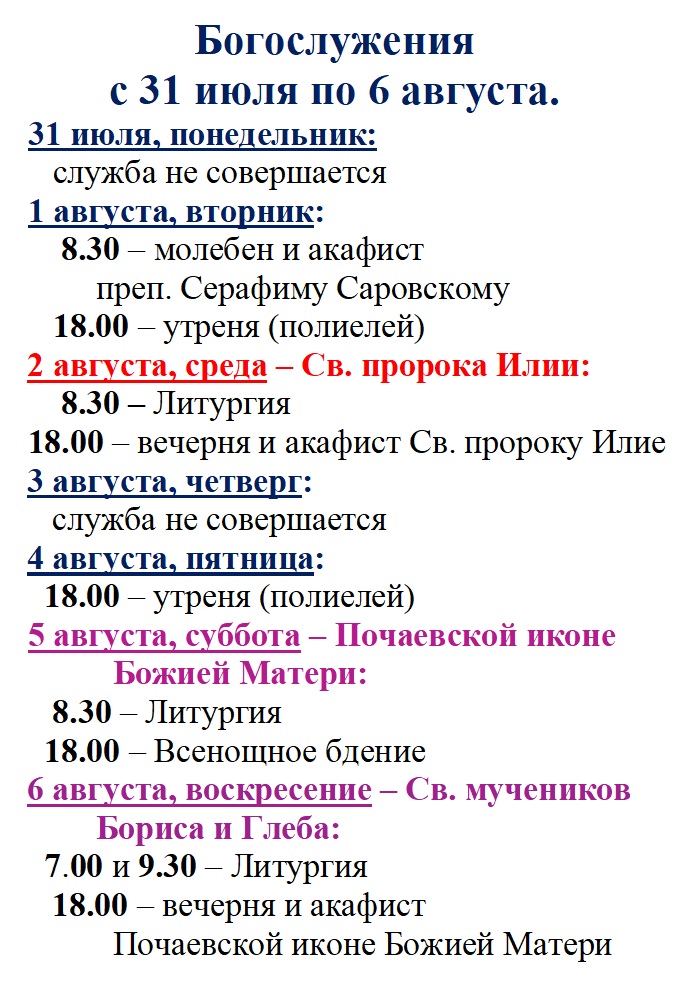 Богослужения
с 31 июля по 6 августа.
31 июля, понедельник:
служба не совершается
1 августа, вторник:
8.30 – молебен и акафист
преп. Серафиму Саровскому
18.00 – утреня (полиелей)
2 августа, среда – Св. пророка Илии:
8.30 – Литургия
18.00 – вечерня и акафист Св. пророку Илие
3 августа, четверг:
служба не совершается
4 августа, пятница:
18.00 – утреня (полиелей)
5 августа, суббота – Почаевской иконе
Божией Матери:
8.30 – Литургия
18.00 – Всенощное бдение
6 августа, воскресение – Св. мучеников
Бориса и Глеба:
7.00 и 9.30 – Литургия
18.00 – вечерня и акафист
Почаевской иконе Божией Матери